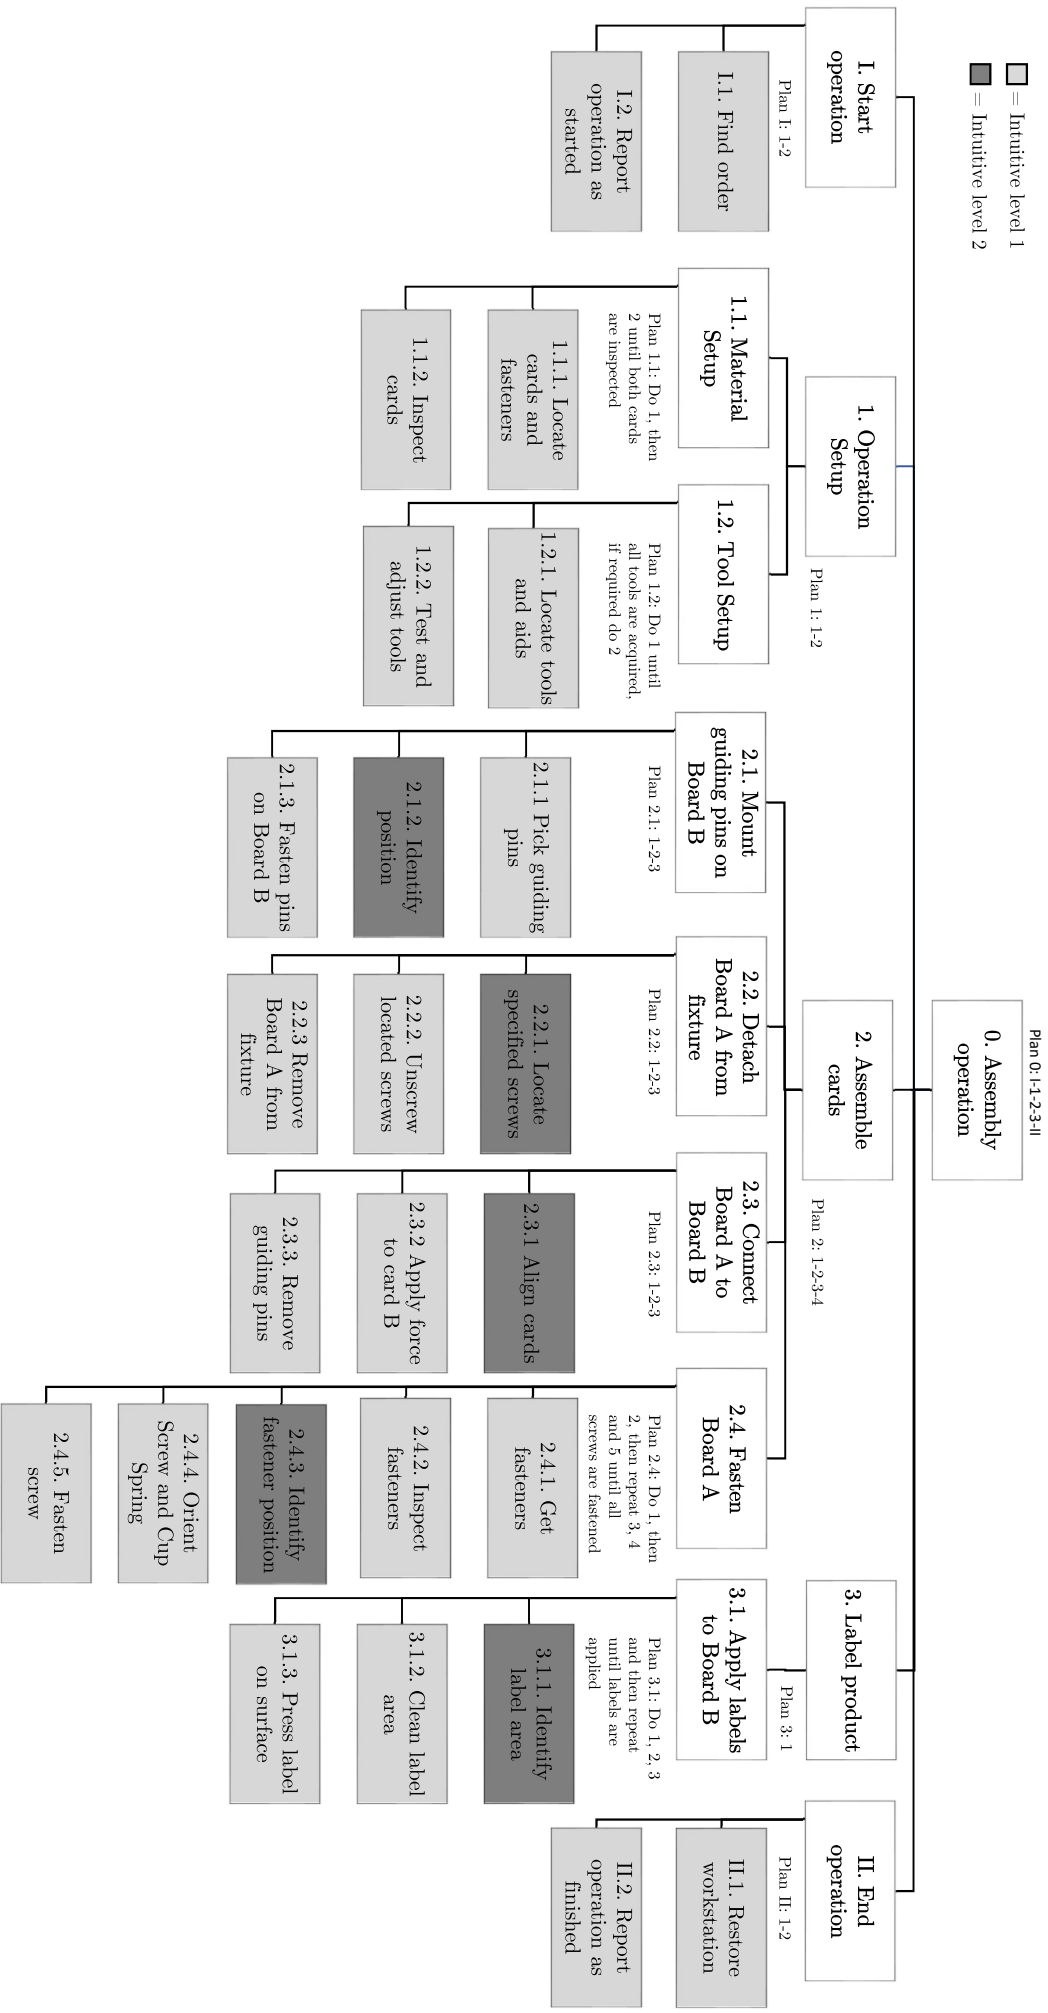 Plan 0: I-1-2-3-II
= Intuitive level 1
= Intuitive level 2
0. Assembly
operation
I. Start
operation
Plan I: 1-2
I.1. Find order
I.2. Report
operation as
started
1. Operation
Setup
Plan 1: 1-2
1.1. Material
Setup
Plan 1.1: Do 1, then
2 until both cards
are inspected
1.1.1. Locate
cards and
fasteners
1.1.2. Inspect
cards
1.2. Tool Setup
Plan 1.2: Do 1 until
all tools are acquired,
if required do 2
1.2.1. Locate tools
and aids
1.2.2. Test and
adjust tools
2. Assemble
cards
Plan 2: 1-2-3-4
2.1. Mount
guiding pins on
Board B
Plan 2.1: 1-2-3
2.1.1 Pick guiding
pins
2.1.2. Identify
position
2.1.3. Fasten pins
on Board B
2.2. Detach
Board A from
fixture
Plan 2.2: 1-2-3
2.2.1. Locate
specified screws
2.2.2. Unscrew
located screws
2.2.3 Remove
Board A from
fixture
2.3. Connect
Board A to
Board B
Plan 2.3: 1-2-3
2.3.1 Align cards
2.3.2 Apply force
to card B
2.3.3. Remove
guiding pins
2.4. Fasten
Board A
Plan 2.4: Do 1, then
2, then repeat 3, 4
and 5 until all
screws are fastened
2.4.1. Get
fasteners
2.4.2. Inspect
fasteners
2.4.3. Identify
fastener position
2.4.4. Orient
Screw and Cup
Spring
2.4.5. Fasten
screw
3. Label product
Plan 3: 1
3.1. Apply labels
to Board B
Plan 3.1: Do 1, 2, 3
and then repeat
until labels are
applied
3.1.1. Identify
label area
3.1.2. Clean label
area
3.1.3. Press label
on surface
II. End
operation
Plan II: 1-2
II.1. Restore
workstation
II.2. Report
operation as
finished